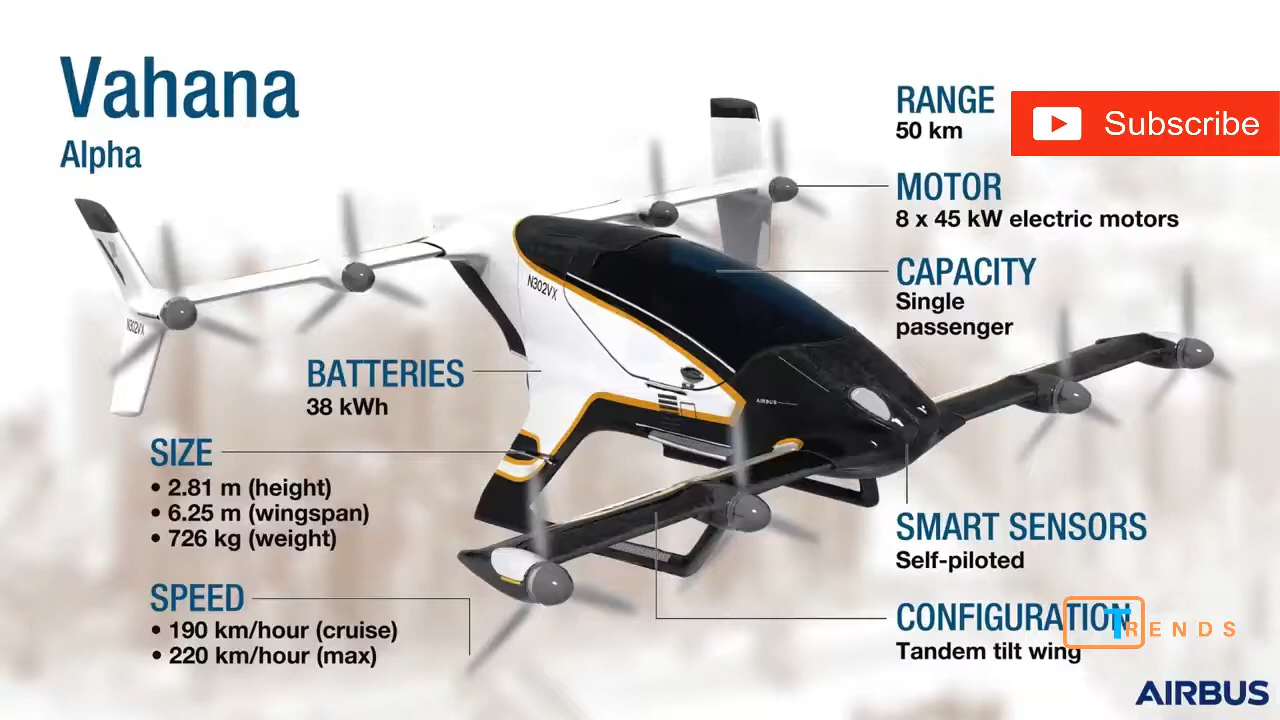 Vahana
Alpha
RANGE
50 km
Subscribe
MOTOR
8 x 45 kW electric motors
CAPACITY
Single
passenger
N302VX
N302VX
BATTERIES
38 kWh
AIRBUS
SIZE
• 2.81 m (height)
• 6.25 m (wingspan)
• 726 kg (weight)
SMART SENSORS
Self-piloted
SPEED
• 190 km/hour (cruise)
• 220 km/hour (max)
CONFIGURATION
Tandem tilt wing
TRENDS
AIRBUS